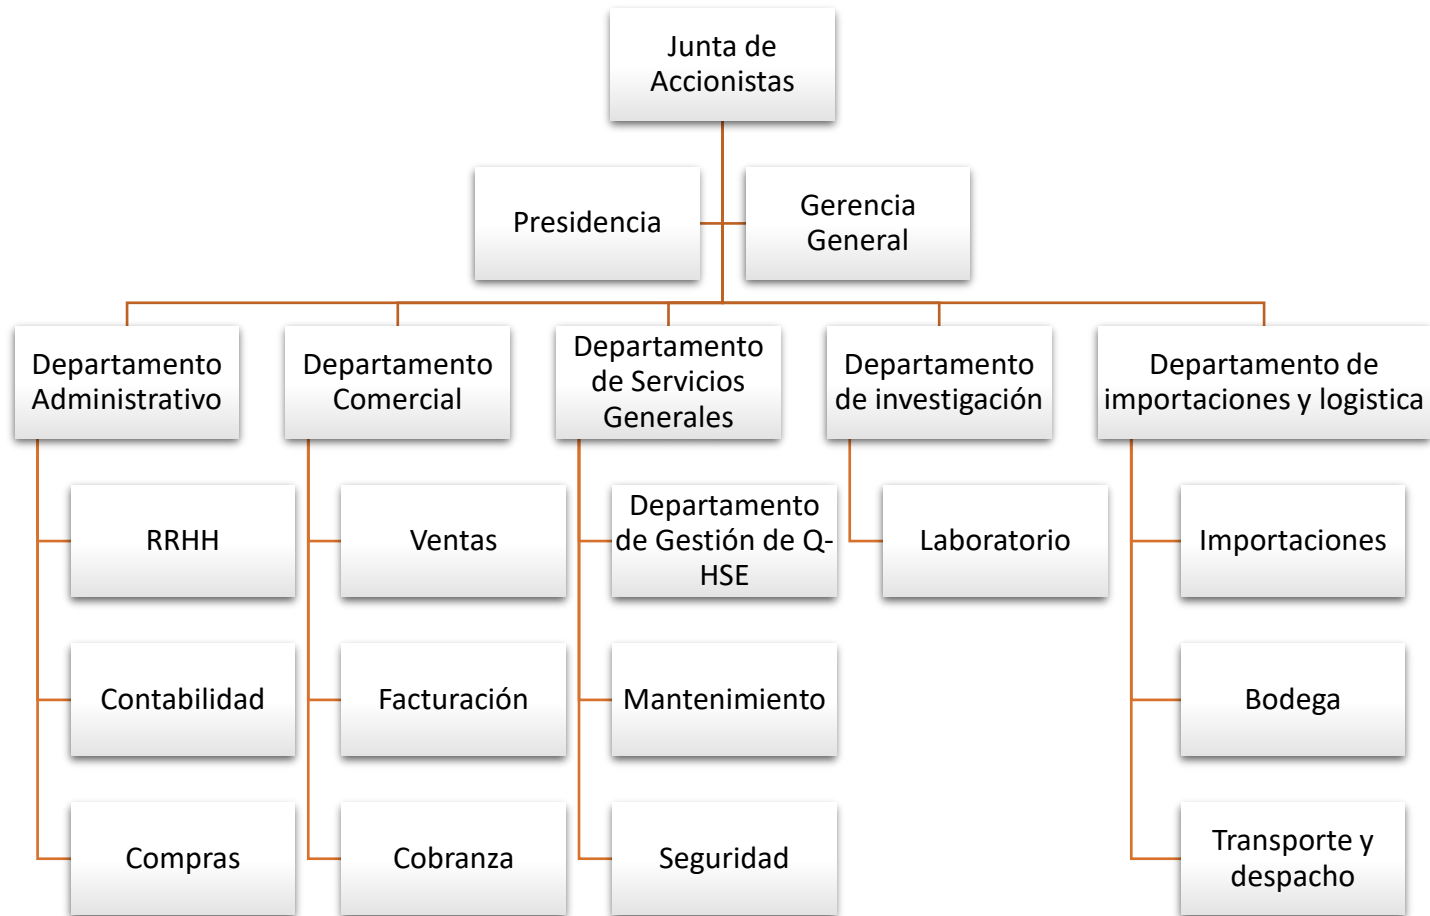 Junta de
Accionistas
Presidencia
Gerencia
General
Departamento
Administrativo
Departamento
Comercial
Departamento
de Servicios
Generales
Departamento
de investigación
Departamento de
importaciones y logistica
RRHH
Ventas
Departamento
de Gestión de Q-
HSE
Laboratorio
Importaciones
Contabilidad
Facturación
Mantenimiento
Bodega
Compras
Cobranza
Seguridad
Transporte y
despacho